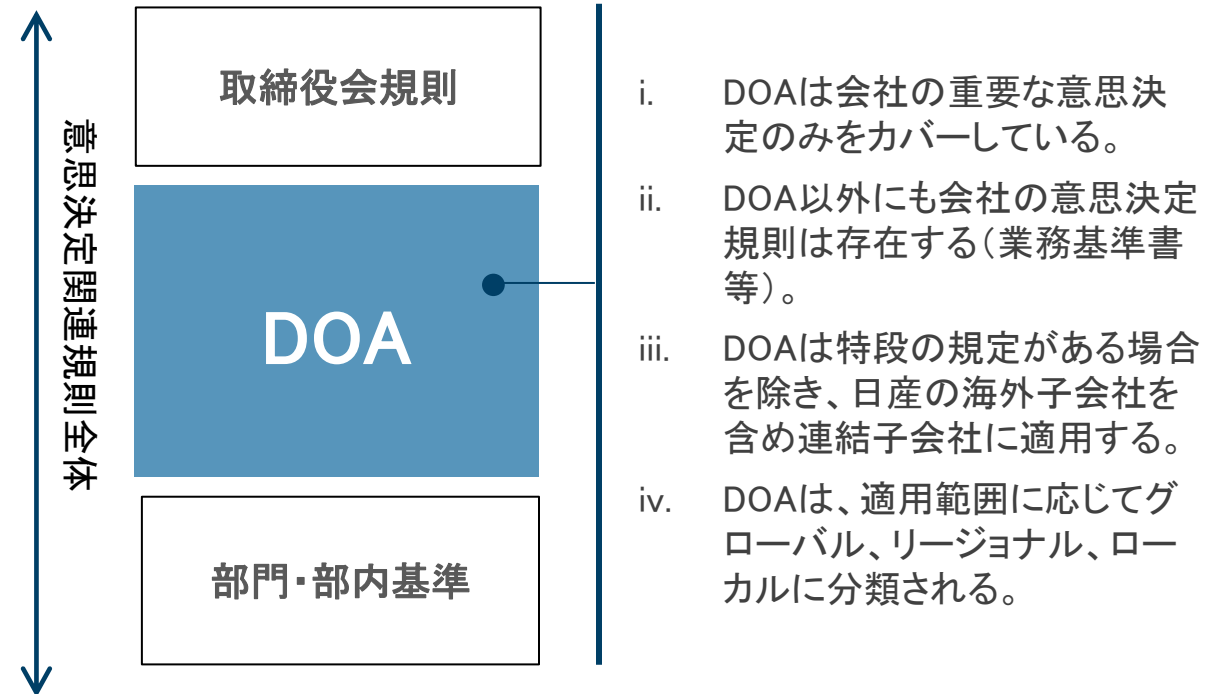 意思決定関連規則全体
取締役会規則
DOA
部門・部内基準
i. DOAは会社の重要な意思決
定のみをカバーしている。
ii. DOA以外にも会社の意思決定
規則は存在する（業務基準書
等）。
iii. DOAは特段の規定がある場合
を除き、日産の海外子会社を
含め連結子会社に適用する。
iv. DOAは、適用範囲に応じてグ
ローバル、リージョナル、ロー
カルに分類される。